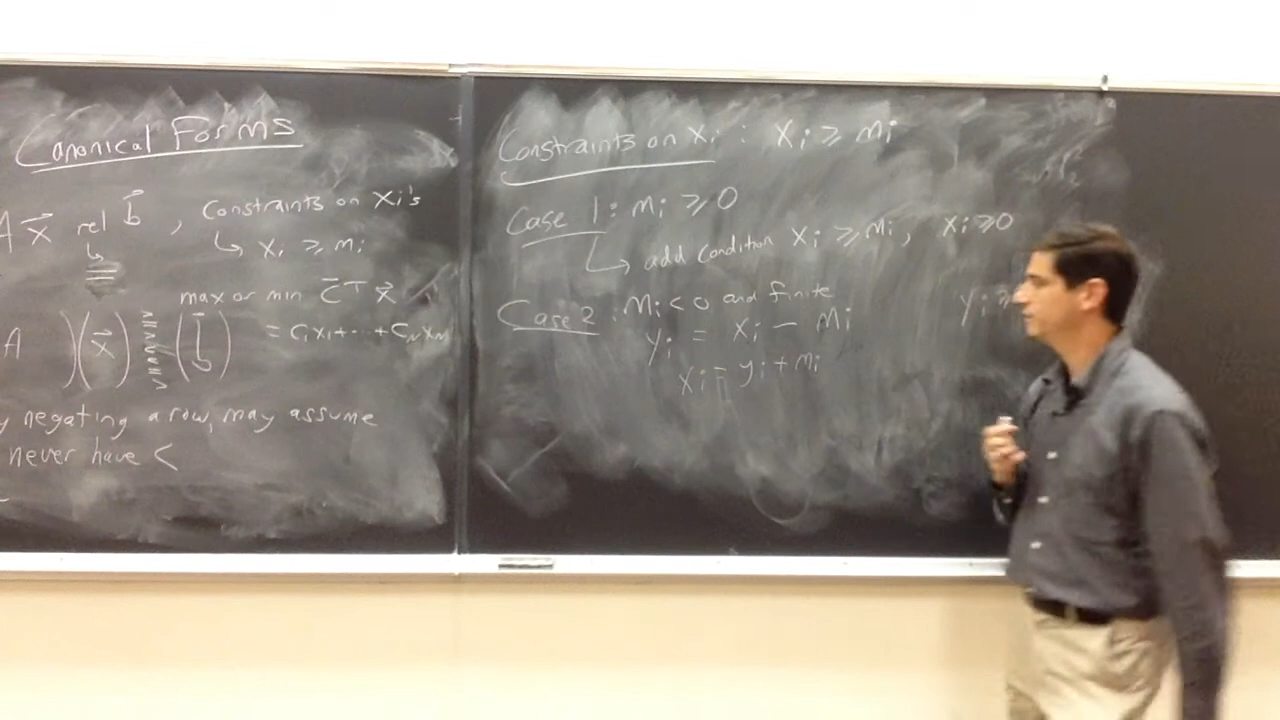 Canonical Forms
A x⃗ rel b⃗ , Constraints on xi's
↳ xi ≥ mi
max or min c⃗ᵀ x⃗
A )(x⃗) (b⃗) = c1x1+...+cNxN
negating a row, may assume
never have <
Constraints on xi : xi ≥ mi
Case 1: mi ≥ 0
↳ add condition xi ≥ mi, xi ≥ 0
Case 2: mi < 0 and finite
yi = xi - mi yi ≥
xi = yi + mi